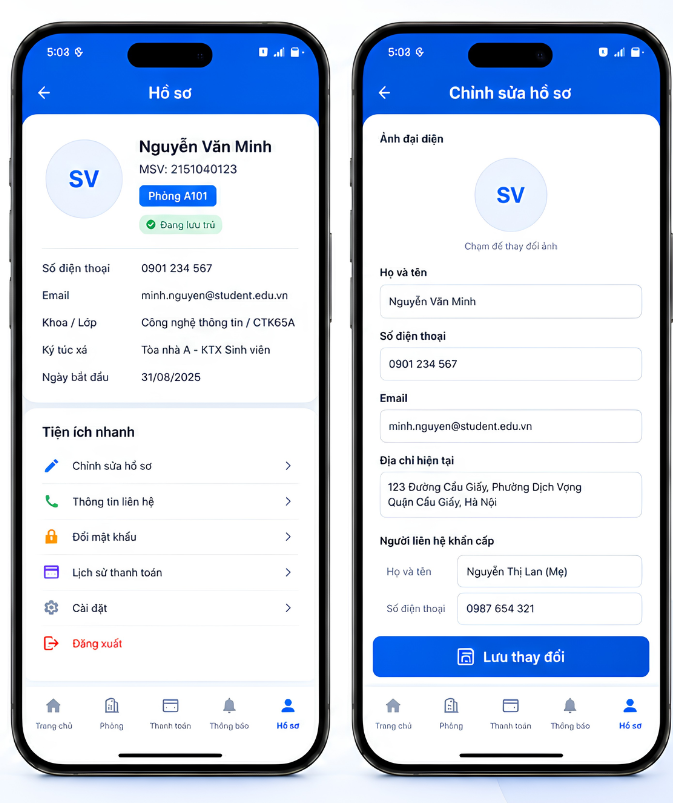 5:03
Hồ sơ
SV
Nguyễn Văn Minh
MSV: 2151040123
Phòng A101
Đang lưu trú
Số điện thoại 0901 234 567
Email minh.nguyen@student.edu.vn
Khoa / Lớp Công nghệ thông tin / CTK65A
Ký túc xá Tòa nhà A - KTX Sinh viên
Ngày bắt đầu 31/08/2025
Tiện ích nhanh
Chỉnh sửa hồ sơ
Thông tin liên hệ
Đổi mật khẩu
Lịch sử thanh toán
Cài đặt
Đăng xuất
Trang chủ Phòng Thanh toán Thông báo Hồ sơ
5:03
Chỉnh sửa hồ sơ
Ảnh đại diện
SV
Chạm để thay đổi ảnh
Họ và tên
Nguyễn Văn Minh
Số điện thoại
0901 234 567
Email
minh.nguyen@student.edu.vn
Địa chỉ hiện tại
123 Đường Cầu Giấy, Phường Dịch Vọng
Quận Cầu Giấy, Hà Nội
Người liên hệ khẩn cấp
Họ và tên Nguyễn Thị Lan (Mẹ)
Số điện thoại 0987 654 321
Lưu thay đổi
Trang chủ Phòng Thanh toán Thông báo Hồ sơ